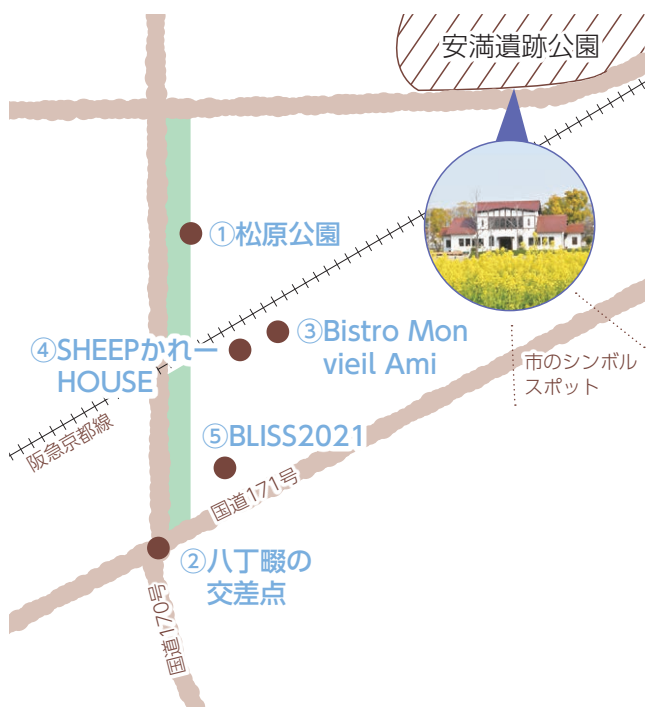 安満遺跡公園
①松原公園
③Bistro Mon
vieil Ami
④SHEEPかれー
HOUSE
市のシンボル
スポット
阪急京都線
⑤BLISS2021
国道171号
②八丁畷の
交差点
国道170号